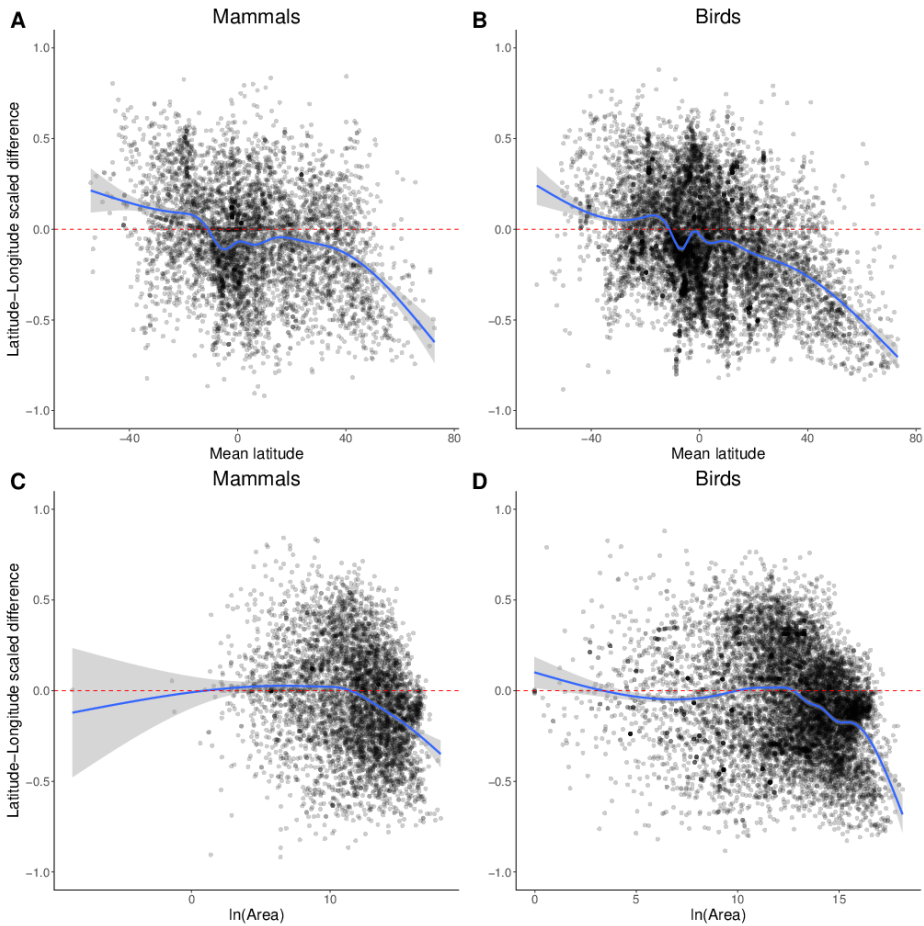 A Mammals
B Birds
Latitude−Longitude scaled difference
1.0
0.5
0.0
−0.5
−1.0
−40 0 40 80
Mean latitude
1.0
0.5
0.0
−0.5
−1.0
−40 0 40 80
Mean latitude
C Mammals
D Birds
Latitude−Longitude scaled difference
1.0
0.5
0.0
−0.5
−1.0
0 10
ln(Area)
1.0
0.5
0.0
−0.5
−1.0
0 5 10 15
ln(Area)